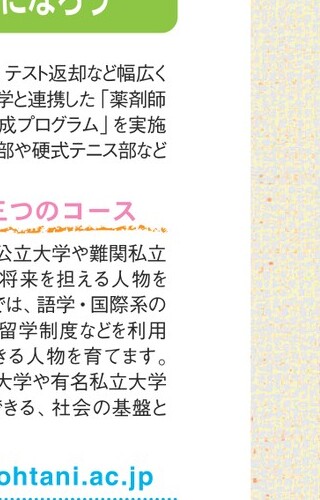 になろう
テスト返却など幅広く
学と連携した「薬剤師
成プログラム」を実施
部や硬式テニス部など
三つのコース
公立大学や難関私立
将来を担える人物を
では、語学・国際系の
留学制度などを利用
きる人物を育てます。
大学や有名私立大学
できる、社会の基盤と
ohtani.ac.jp